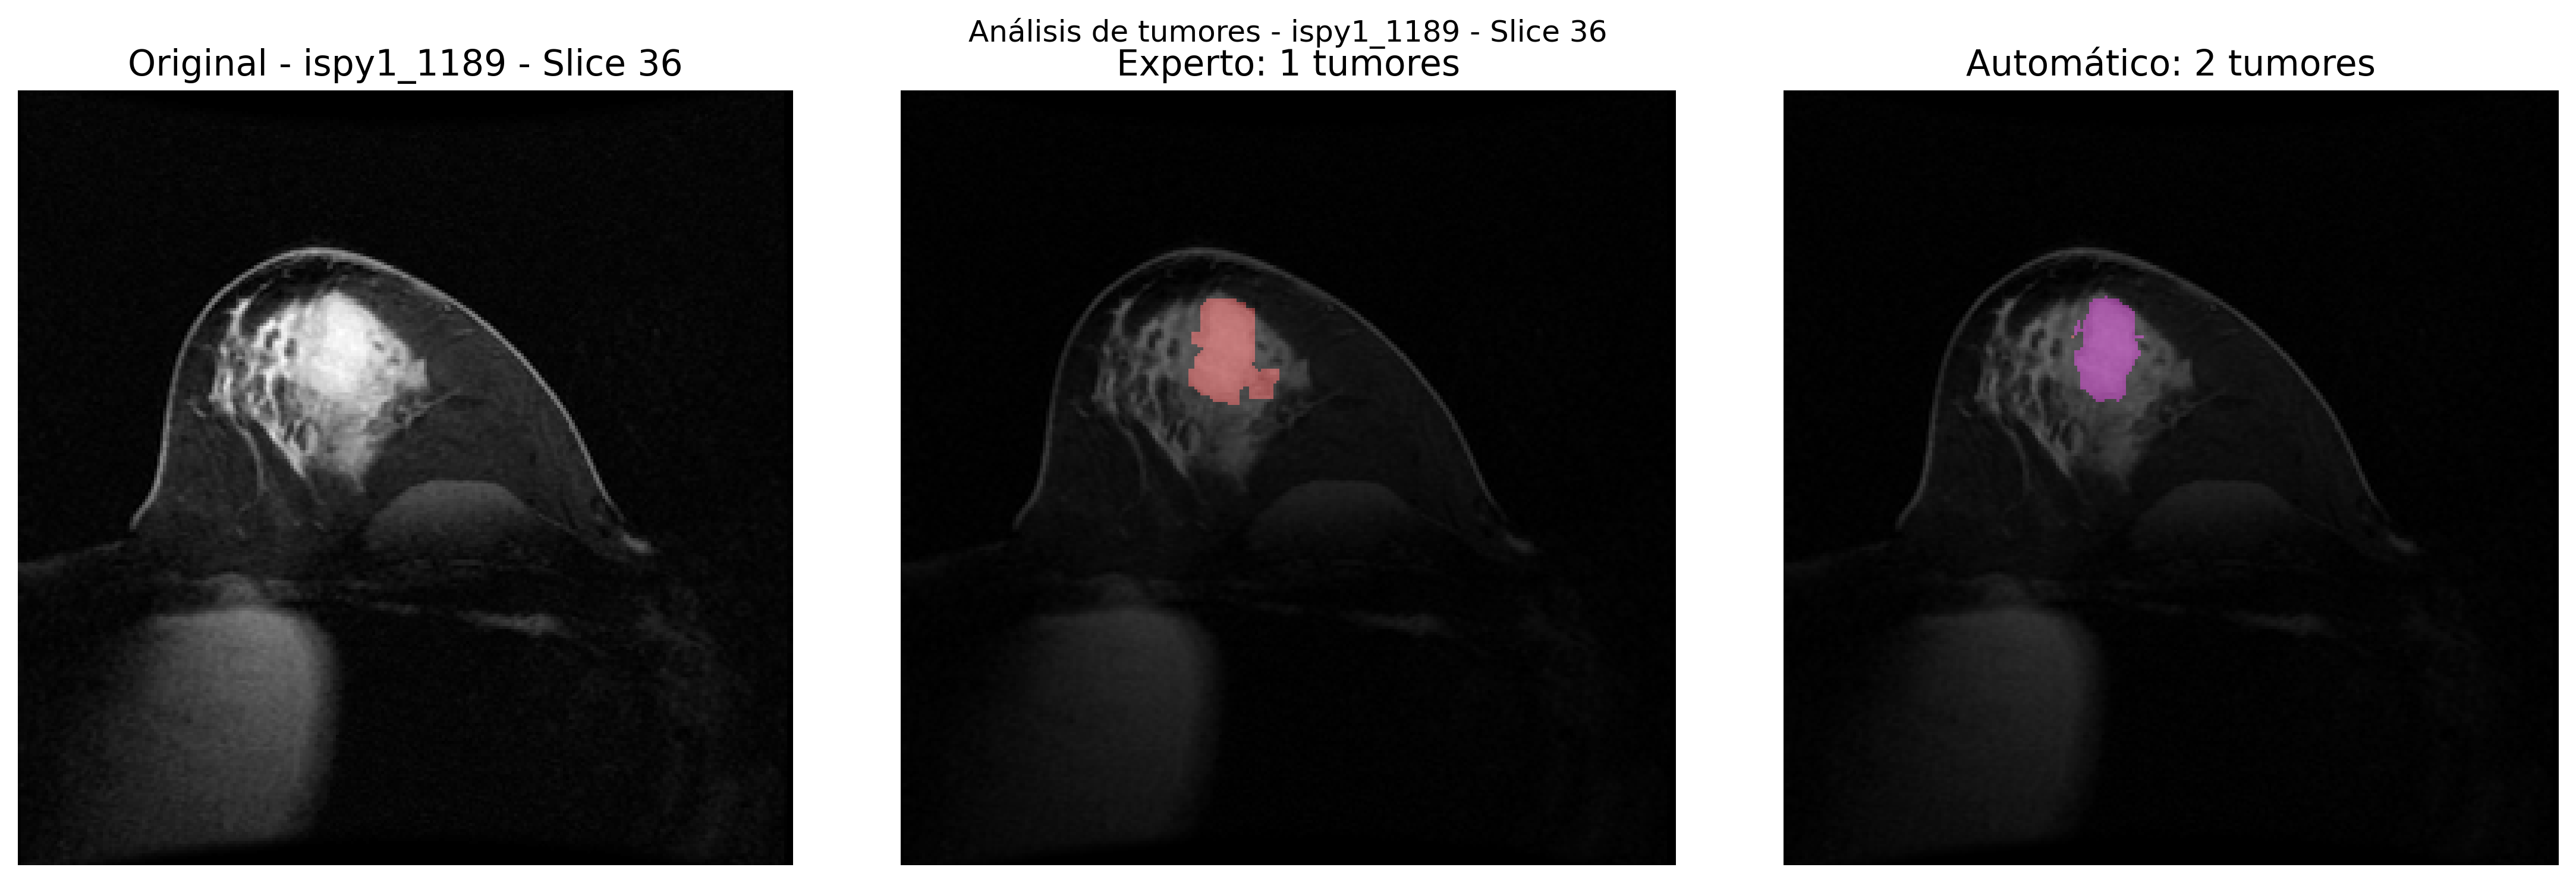 Análisis de tumores - ispy1_1189 - Slice 36
Original - ispy1_1189 - Slice 36
Experto: 1 tumores
Automático: 2 tumores